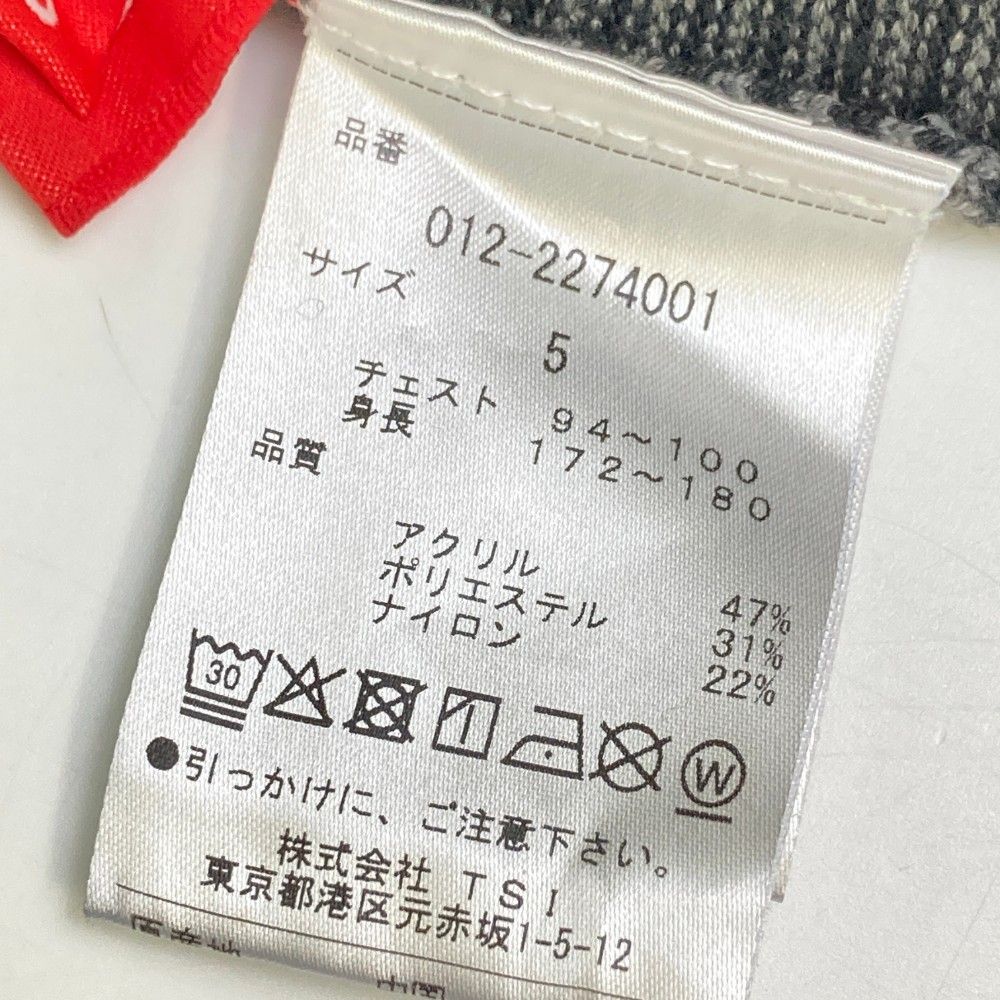 品番
012-2274001
サイズ
5
チェスト 94～100
身長 172～180
品質
アクリル 47%
ポリエステル 31%
ナイロン 22%
30
W
●引っかけに、ご注意下さい。
株式会社 TSI
東京都港区元赤坂1-5-12